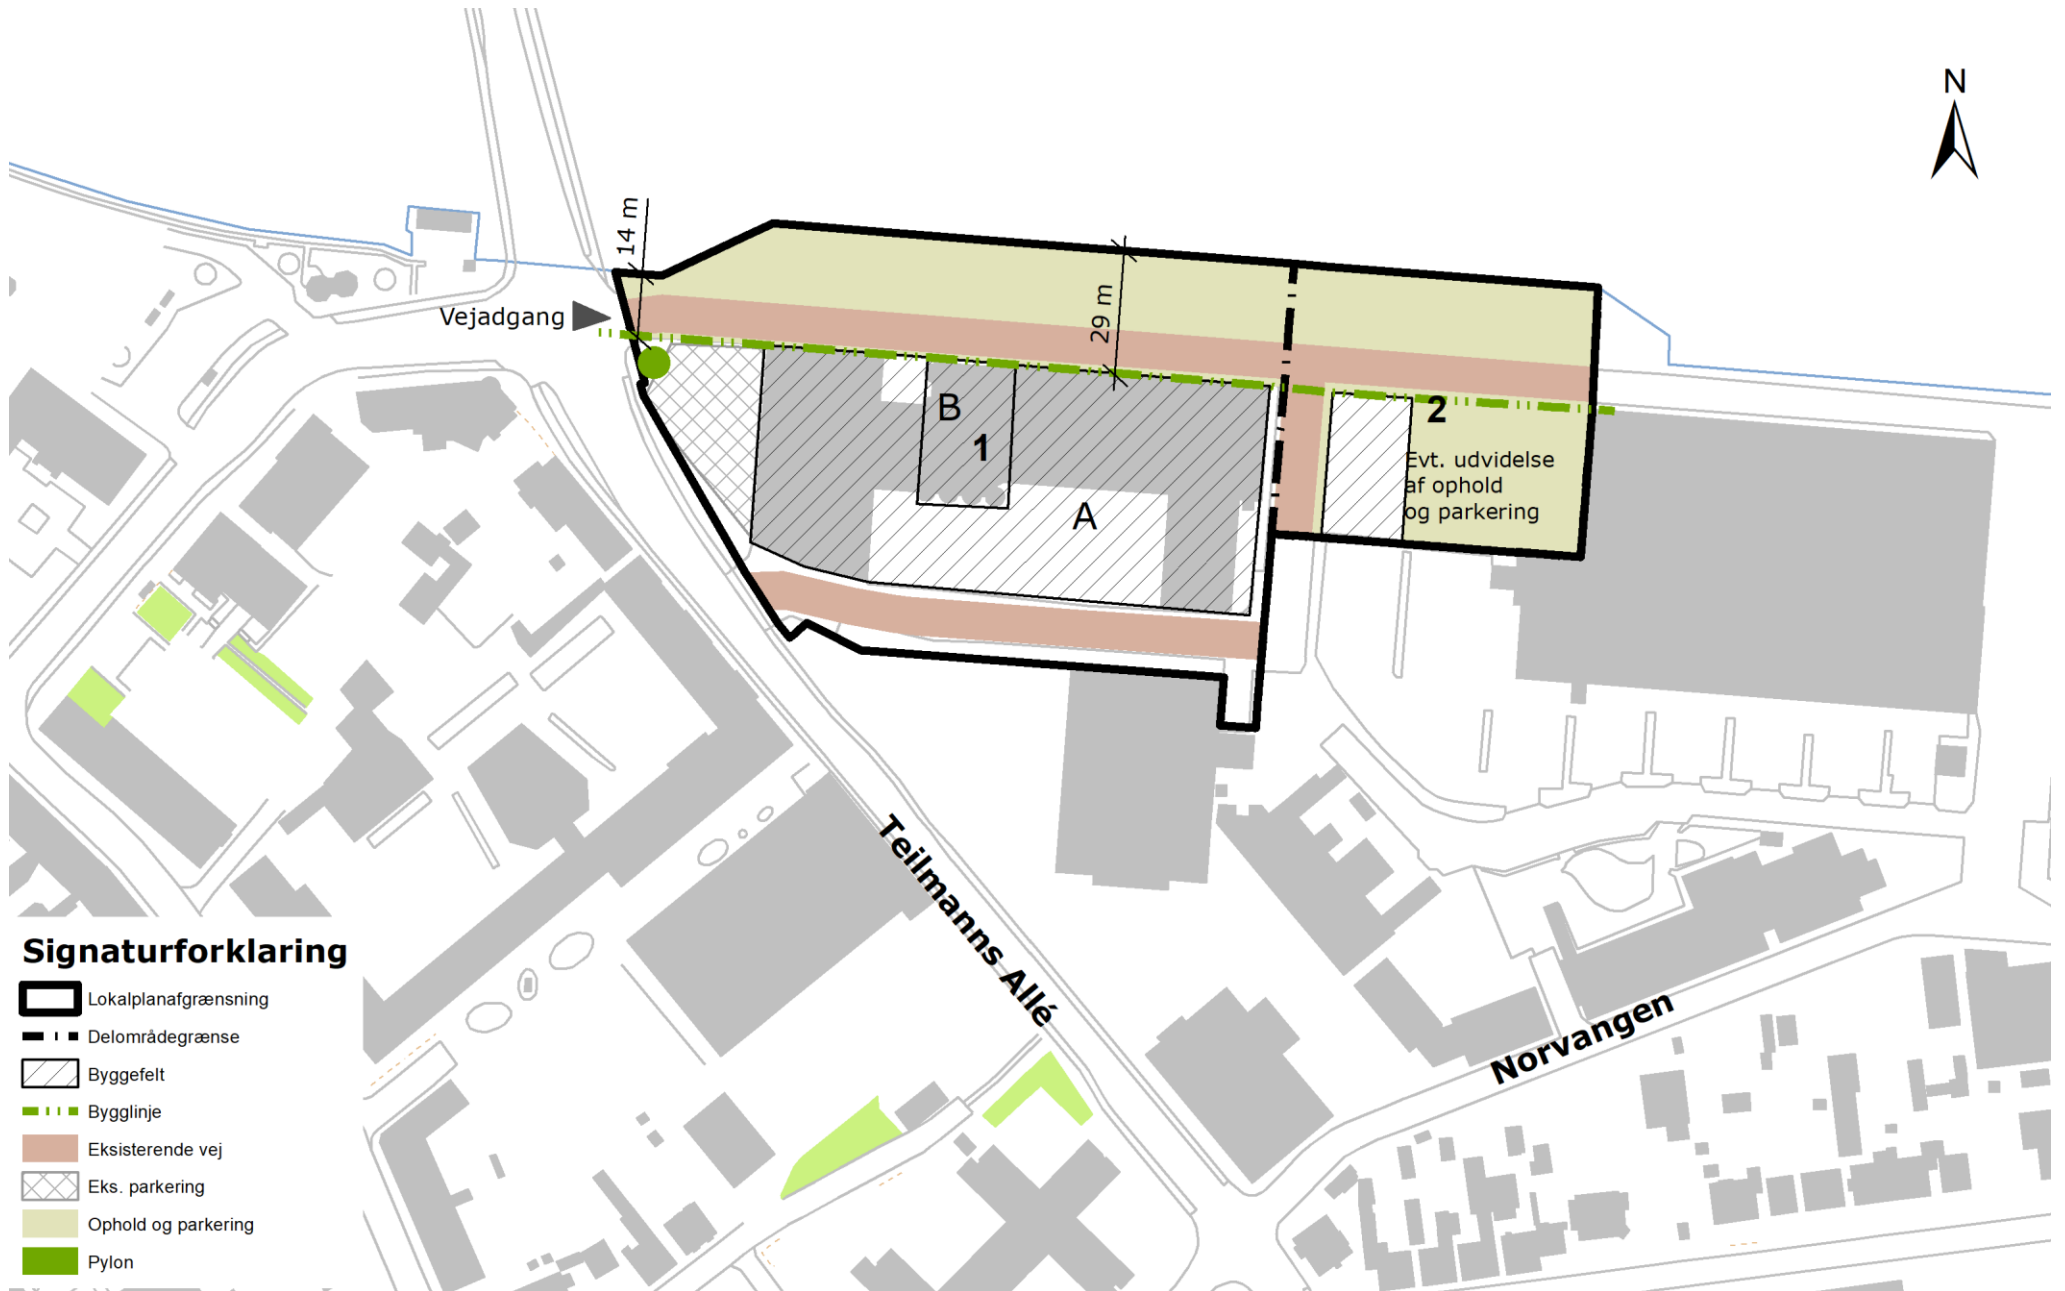 N
14 m
Vejadgang
29 m
B
1
A
2
Evt. udvidelse
af ophold
og parkering
Teilmanns Allé
Norvangen
Signaturforklaring
Lokalplanafgrænsning
Delområdegrænse
Byggefelt
Bygglinje
Eksisterende vej
Eks. parkering
Ophold og parkering
Pylon